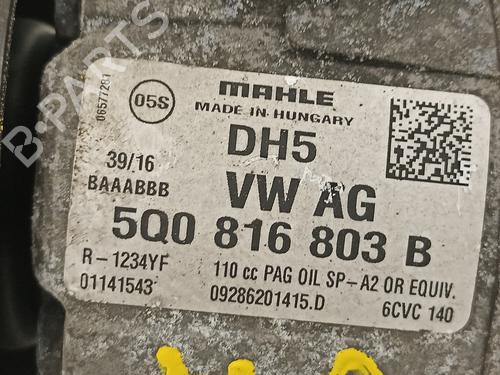 B-PARTS
06577201
05S
MAHLE
MADE IN HUNGARY
DH5
39/16
BAAABBB
VW AG
5Q0 816 803 B
R-1234YF
110 cc PAG OIL SP-A2 OR EQUIV.
01141543
09286201415.D
6CVC 140